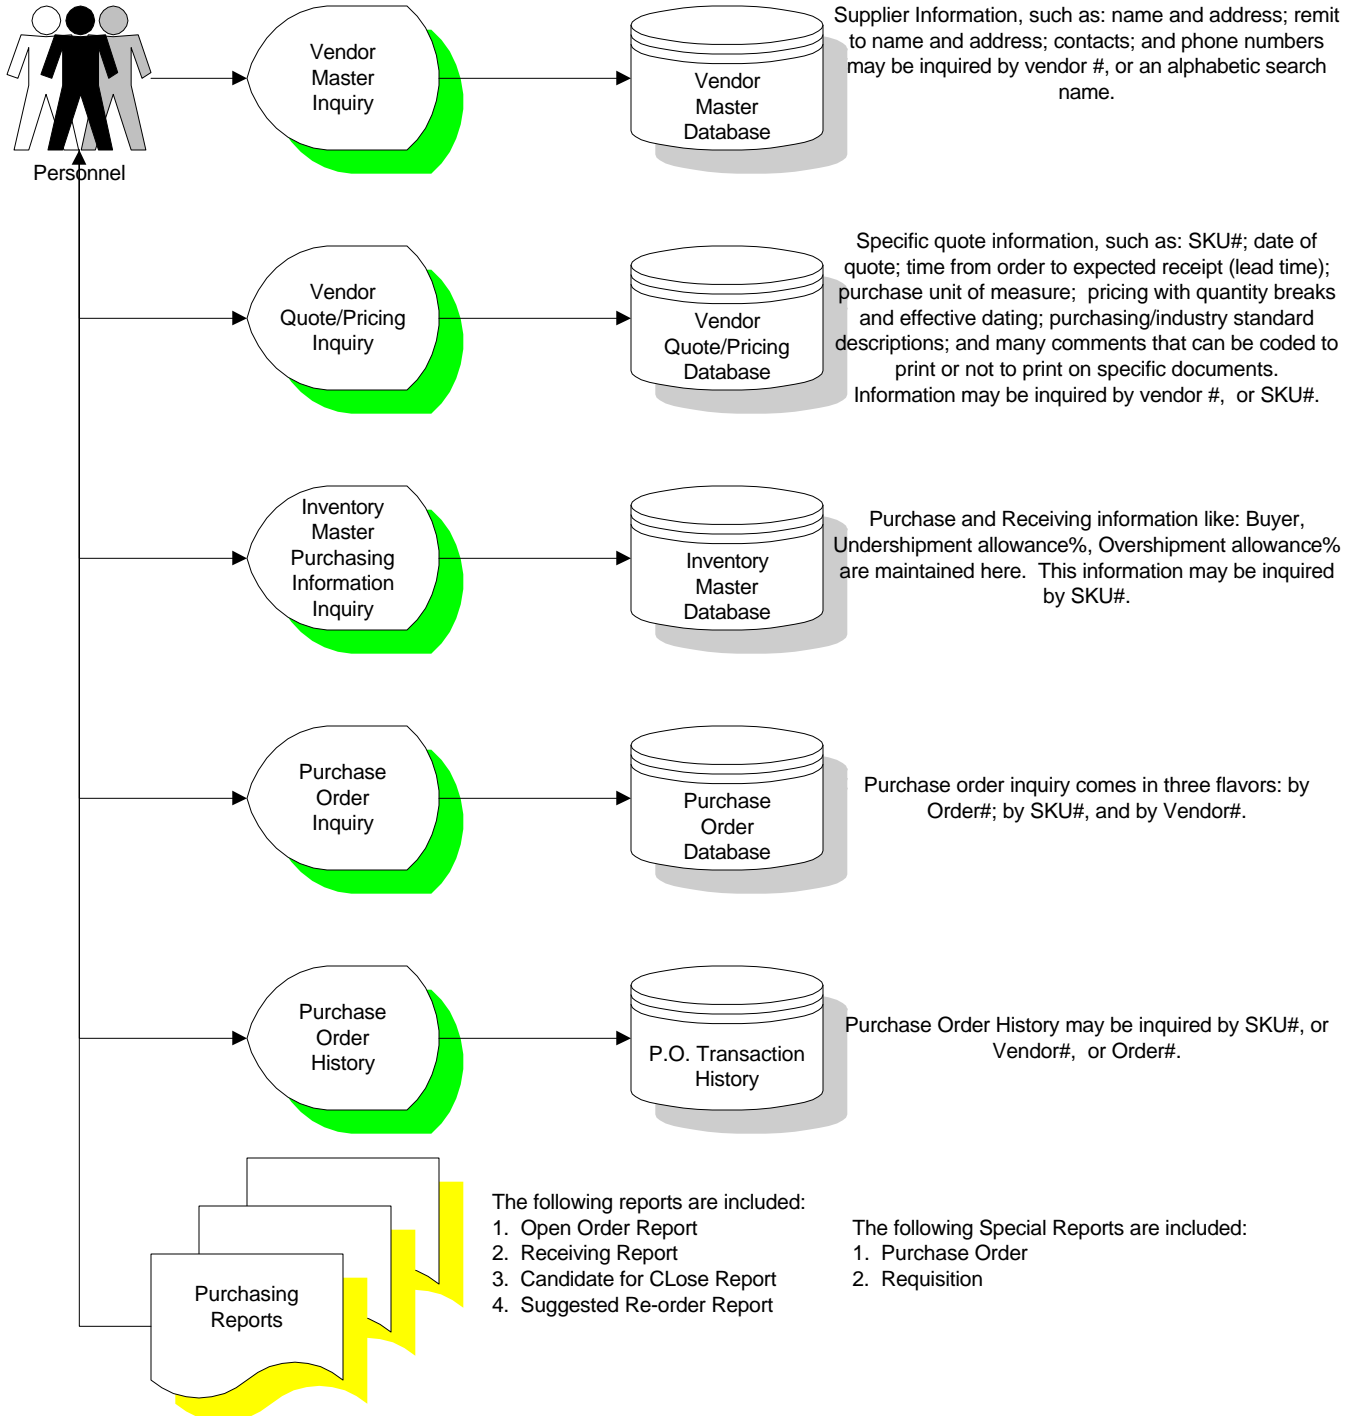 Personnel
Vendor
Master
Inquiry
Vendor
Master
Database
Supplier Information, such as: name and address; remit
to name and address; contacts; and phone numbers
may be inquired by vendor #, or an alphabetic search
name.
Vendor
Quote/Pricing
Inquiry
Vendor
Quote/Pricing
Database
Specific quote information, such as: SKU#; date of
quote; time from order to expected receipt (lead time);
purchase unit of measure;  pricing with quantity breaks
and effective dating; purchasing/industry standard
descriptions; and many comments that can be coded to
print or not to print on specific documents.
Information may be inquired by vendor #,  or SKU#.
Inventory
Master
Purchasing
Information
Inquiry
Inventory
Master
Database
Purchase and Receiving information like: Buyer,
Undershipment allowance%, Overshipment allowance%
are maintained here.  This information may be inquired
by SKU#.
Purchase
Order
Inquiry
Purchase
Order
Database
Purchase order inquiry comes in three flavors: by
Order#; by SKU#, and by Vendor#.
Purchase
Order
History
P.O. Transaction
History
Purchase Order History may be inquired by SKU#, or
Vendor#,  or Order#.
Purchasing
Reports
The following reports are included:
1.  Open Order Report
2.  Receiving Report
3.  Candidate for CLose Report
4.  Suggested Re-order Report
The following Special Reports are included:
1.  Purchase Order
2.  Requisition